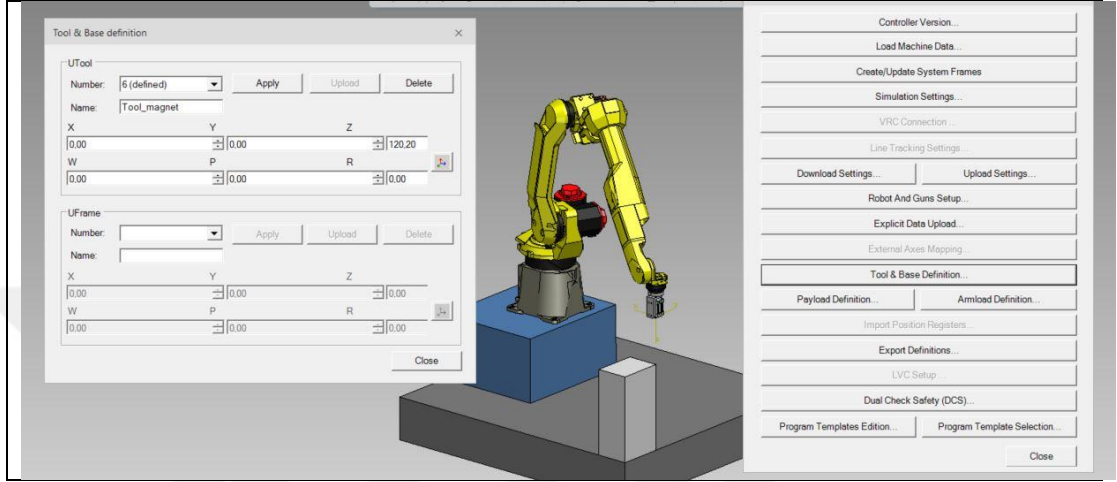 Tool & Base definition
UTool
Number: 6 (defined) Apply Upload Delete
Name: Tool_magnet
X Y Z
0,00 0,00 120,20
W P R
0,00 0,00 0,00
UFrame
Number: Apply Upload Delete
Name:
X Y Z
0,00 0,00 0,00
W P R
0,00 0,00 0,00
Close
Controller Version...
Load Machine Data...
Create/Update System Frames
Simulation Settings...
VRC Connection...
Line Tracking Settings...
Download Settings... Upload Settings...
Robot And Guns Setup...
Explicit Data Upload...
External Axes Mapping...
Tool & Base Definition...
Payload Definition... Armload Definition...
Import Position Registers...
Export Definitions...
LVC Setup...
Dual Check Safety (DCS)...
Program Templates Edition... Program Template Selection...
Close